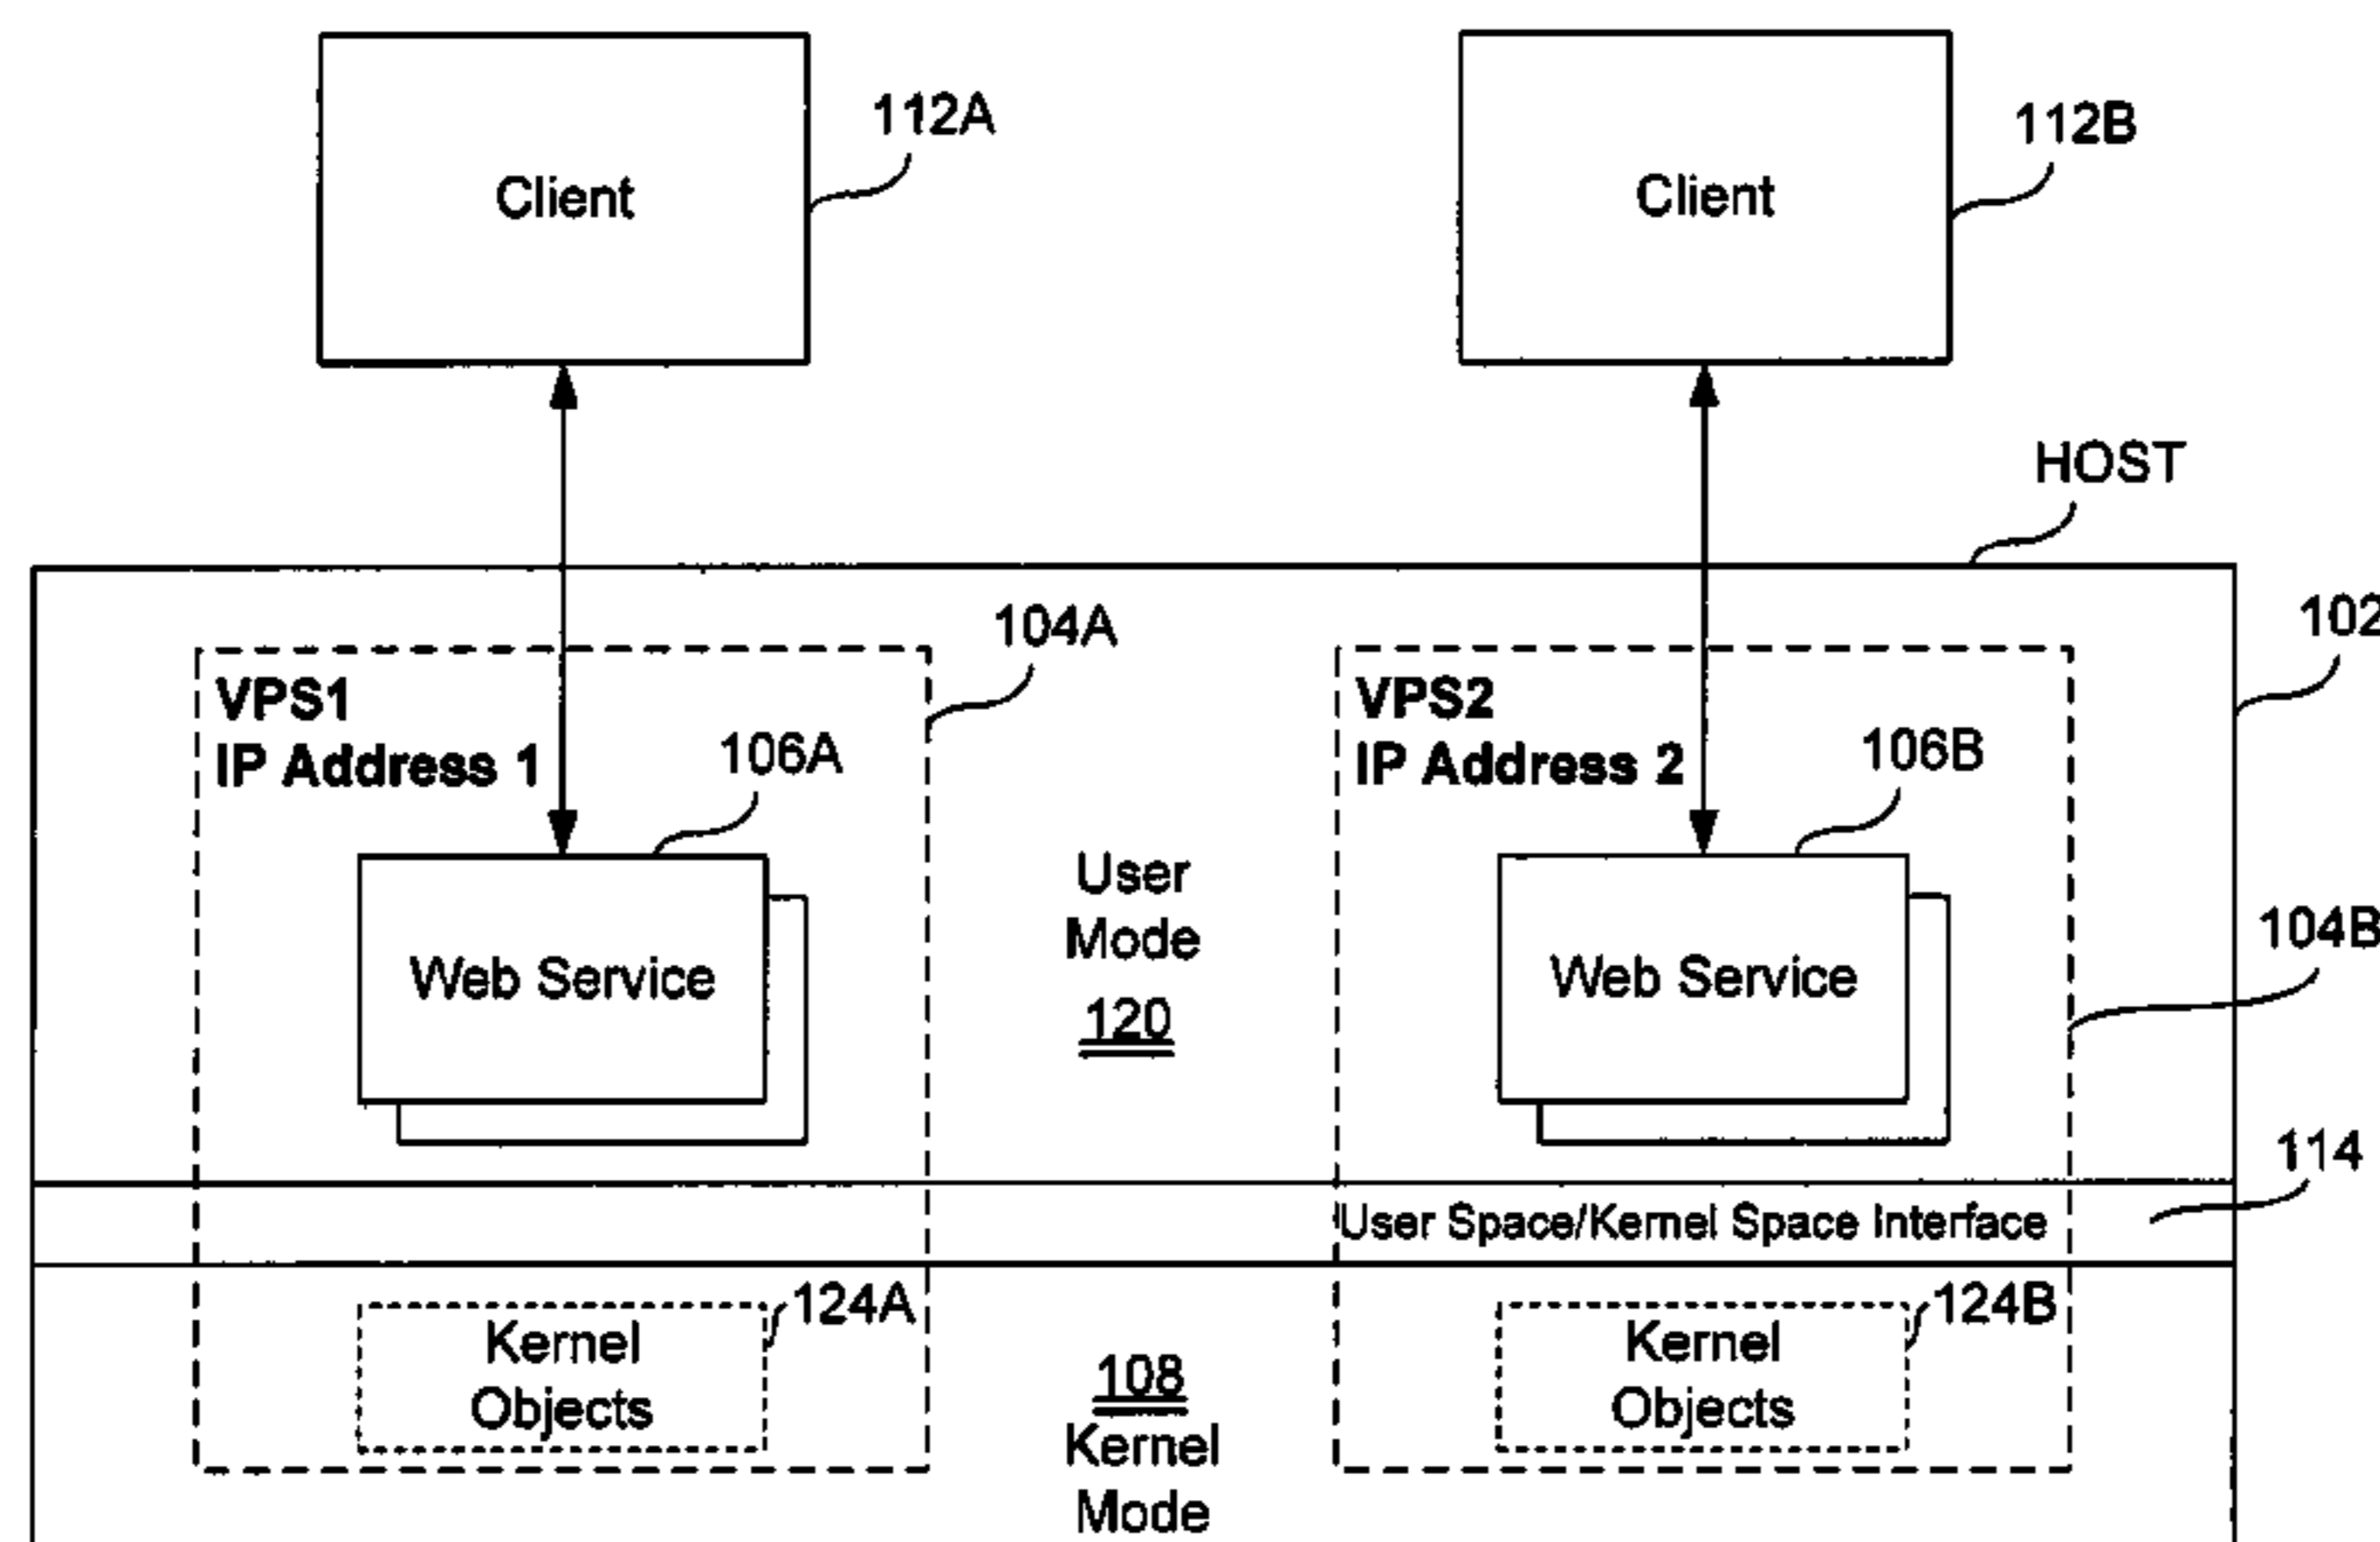 112A
Client
112B
Client
HOST
102
104A
VPS1
IP Address 1
106A
VPS2
IP Address 2
106B
User
Mode
120
104B
Web Service
Web Service
114
User Space/Kernel Space Interface
124A
Kernel
Objects
124B
Kernel
Objects
108
Kernel
Mode